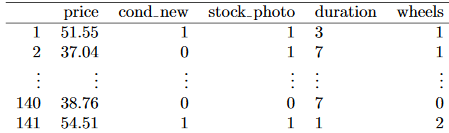 price cond_new stock_photo duration wheels
1 51.55 1 1 3 1
2 37.04 0 1 7 1
⋮ ⋮ ⋮ ⋮ ⋮ ⋮
140 38.76 0 0 7 0
141 54.51 1 1 1 2